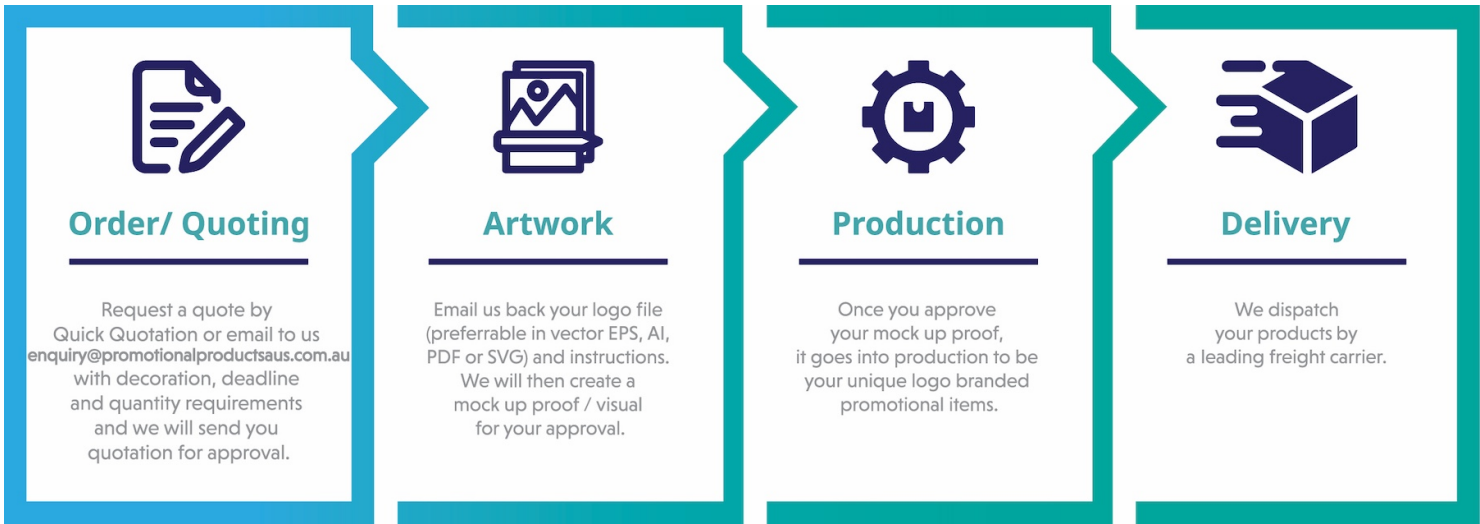 Order/ Quoting
Request a quote by
Quick Quotation or email to us
enquiry@promotionalproductsaus.com.au
with decoration, deadline
and quantity requirements
and we will send you
quotation for approval.
Artwork
Email us back your logo file
(preferrable in vector EPS, AI,
PDF or SVG) and instructions.
We will then create a
mock up proof / visual
for your approval.
Production
Once you approve
your mock up proof,
it goes into production to be
your unique logo branded
promotional items.
Delivery
We dispatch
your products by
a leading freight carrier.